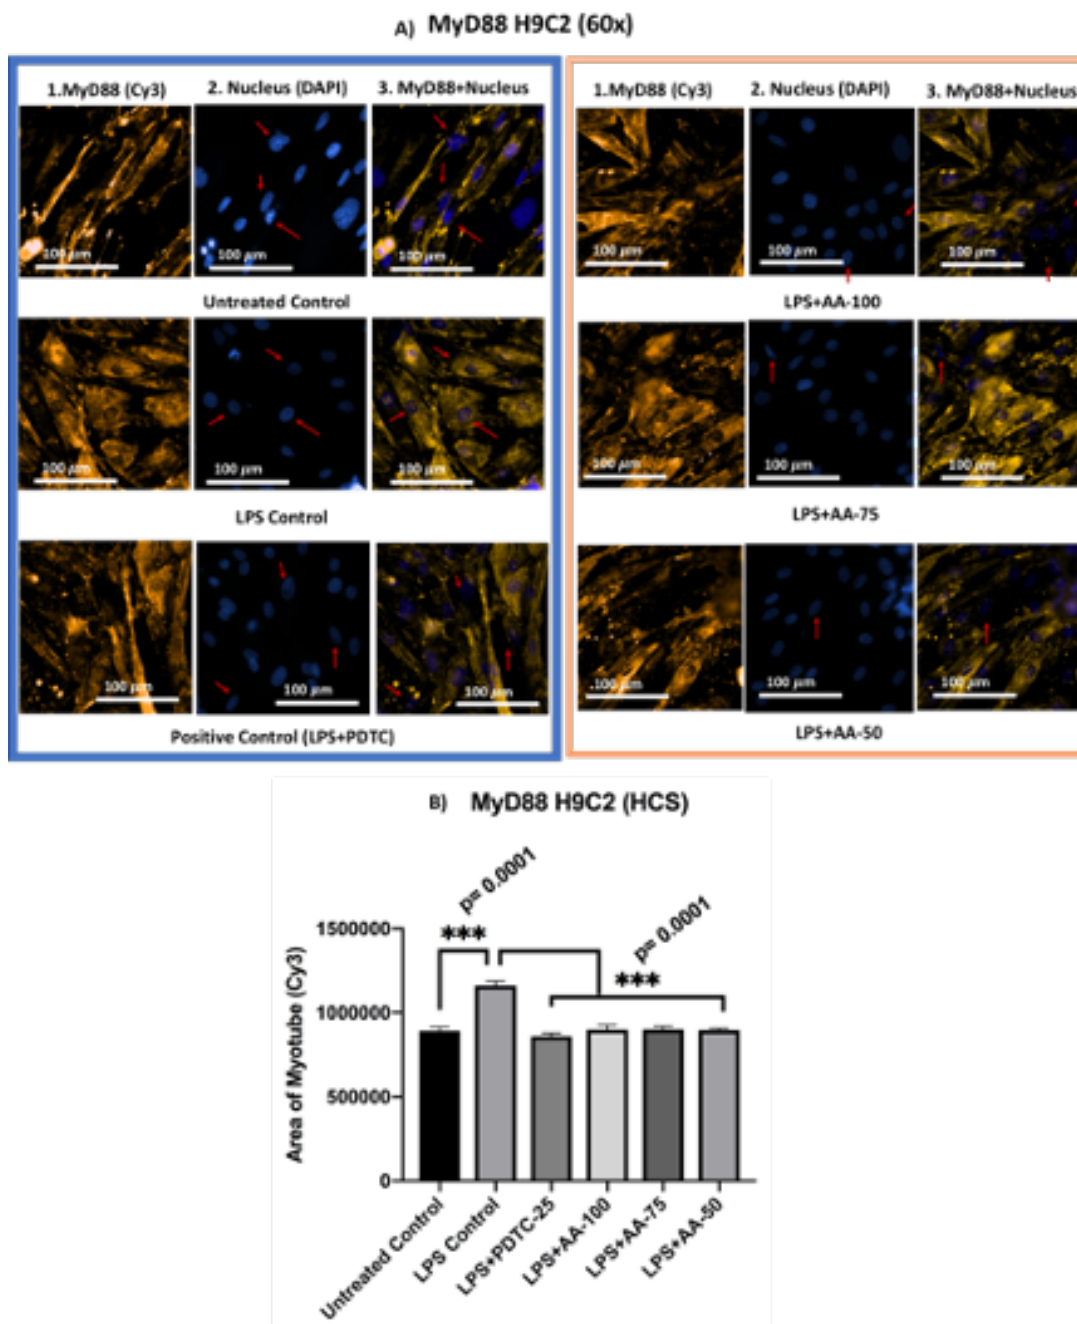 A) MyD88 H9C2 (60x)
1.MyD88 (Cy3) 2. Nucleus (DAPI) 3. MyD88+Nucleus
100 µm 100 µm 100 µm
Untreated Control
100 µm 100 µm 100 µm
LPS Control
100 µm 100 µm 100 µm
Positive Control (LPS+PDTC)
1.MyD88 (Cy3) 2. Nucleus (DAPI) 3. MyD88+Nucleus
100 µm 100 µm 100 µm
LPS+AA-100
100 µm 100 µm 100 µm
LPS+AA-75
100 µm 100 µm 100 µm
LPS+AA-50
B) MyD88 H9C2 (HCS)
p= 0.0001
***
p= 0.0001
***
Area of Myotube (Cy3)
1500000
1000000
500000
0
Untreated Control
LPS Control
LPS+PDTC-25
LPS+AA-100
LPS+AA-75
LPS+AA-50